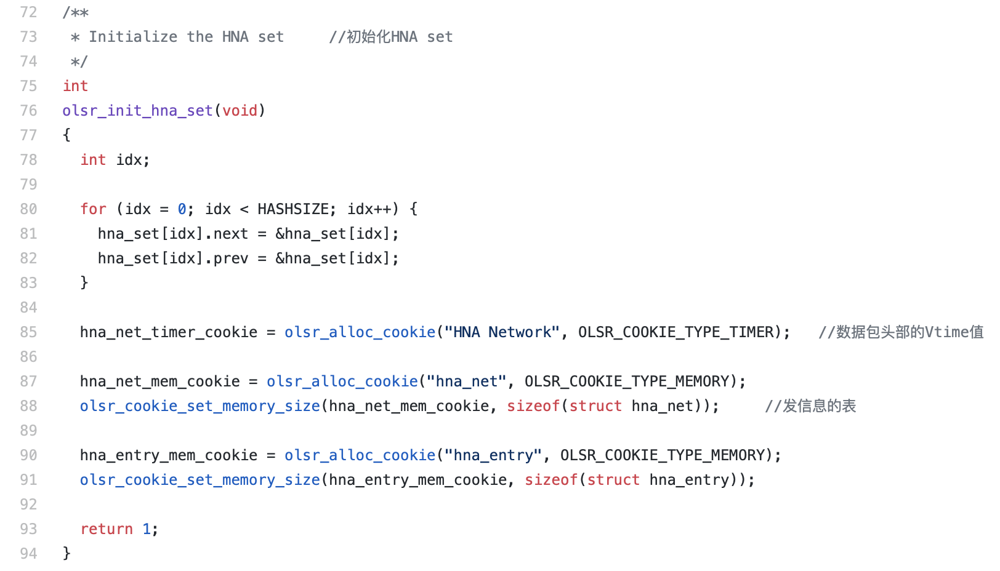 72 /**
73  * Initialize the HNA set     //初始化HNA set
74  */
75 int
76 olsr_init_hna_set(void)
77 {
78   int idx;
79
80   for (idx = 0; idx < HASHSIZE; idx++) {
81     hna_set[idx].next = &hna_set[idx];
82     hna_set[idx].prev = &hna_set[idx];
83   }
84
85   hna_net_timer_cookie = olsr_alloc_cookie("HNA Network", OLSR_COOKIE_TYPE_TIMER);   //数据包头部的Vtime值
86
87   hna_net_mem_cookie = olsr_alloc_cookie("hna_net", OLSR_COOKIE_TYPE_MEMORY);
88   olsr_cookie_set_memory_size(hna_net_mem_cookie, sizeof(struct hna_net));     //发信息的表
89
90   hna_entry_mem_cookie = olsr_alloc_cookie("hna_entry", OLSR_COOKIE_TYPE_MEMORY);
91   olsr_cookie_set_memory_size(hna_entry_mem_cookie, sizeof(struct hna_entry));
92
93   return 1;
94 }